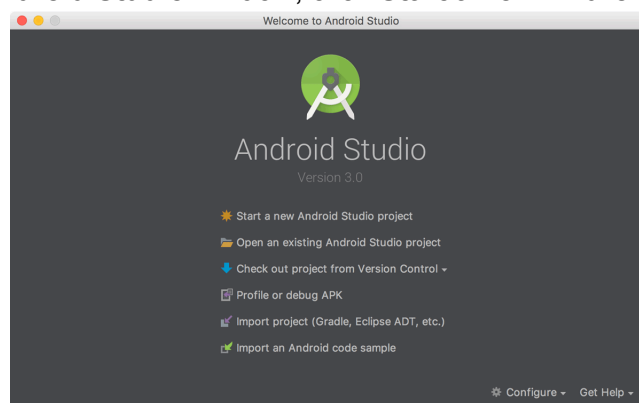 Welcome to Android Studio
Android Studio
Version 3.0
Start a new Android Studio project
Open an existing Android Studio project
Check out project from Version Control
Profile or debug APK
Import project (Gradle, Eclipse ADT, etc.)
Import an Android code sample
Configure Get Help